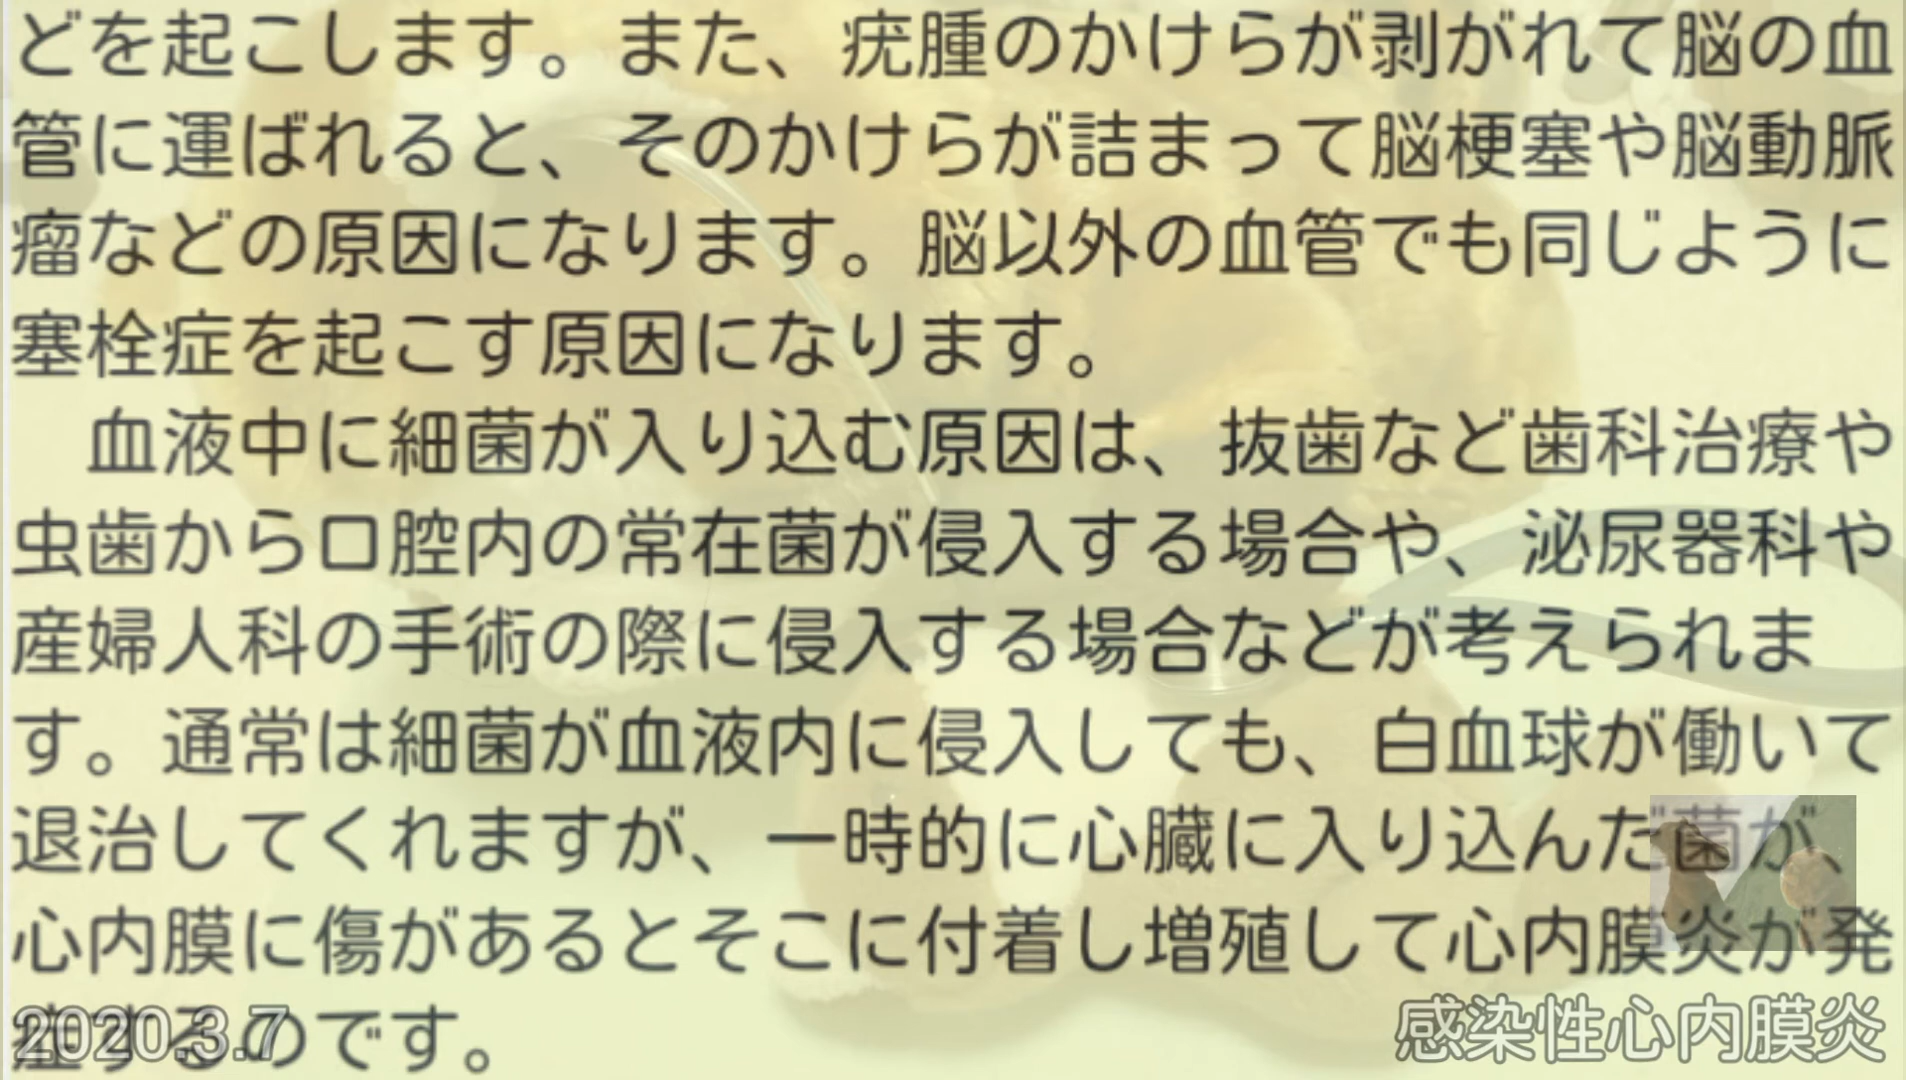 どを起こします。また、疣腫のかけらが剥がれて脳の血
管に運ばれると、そのかけらが詰まって脳梗塞や脳動脈
瘤などの原因になります。脳以外の血管でも同じように
塞栓症を起こす原因になります。
　血液中に細菌が入り込む原因は、抜歯など歯科治療や
虫歯から口腔内の常在菌が侵入する場合や、泌尿器科や
産婦人科の手術の際に侵入する場合などが考えられま
す。通常は細菌が血液内に侵入しても、白血球が働いて
退治してくれますが、一時的に心臓に入り込んだ菌が、
心内膜に傷があるとそこに付着し増殖して心内膜炎が発
症するのです。
2020.3.7
感染性心内膜炎